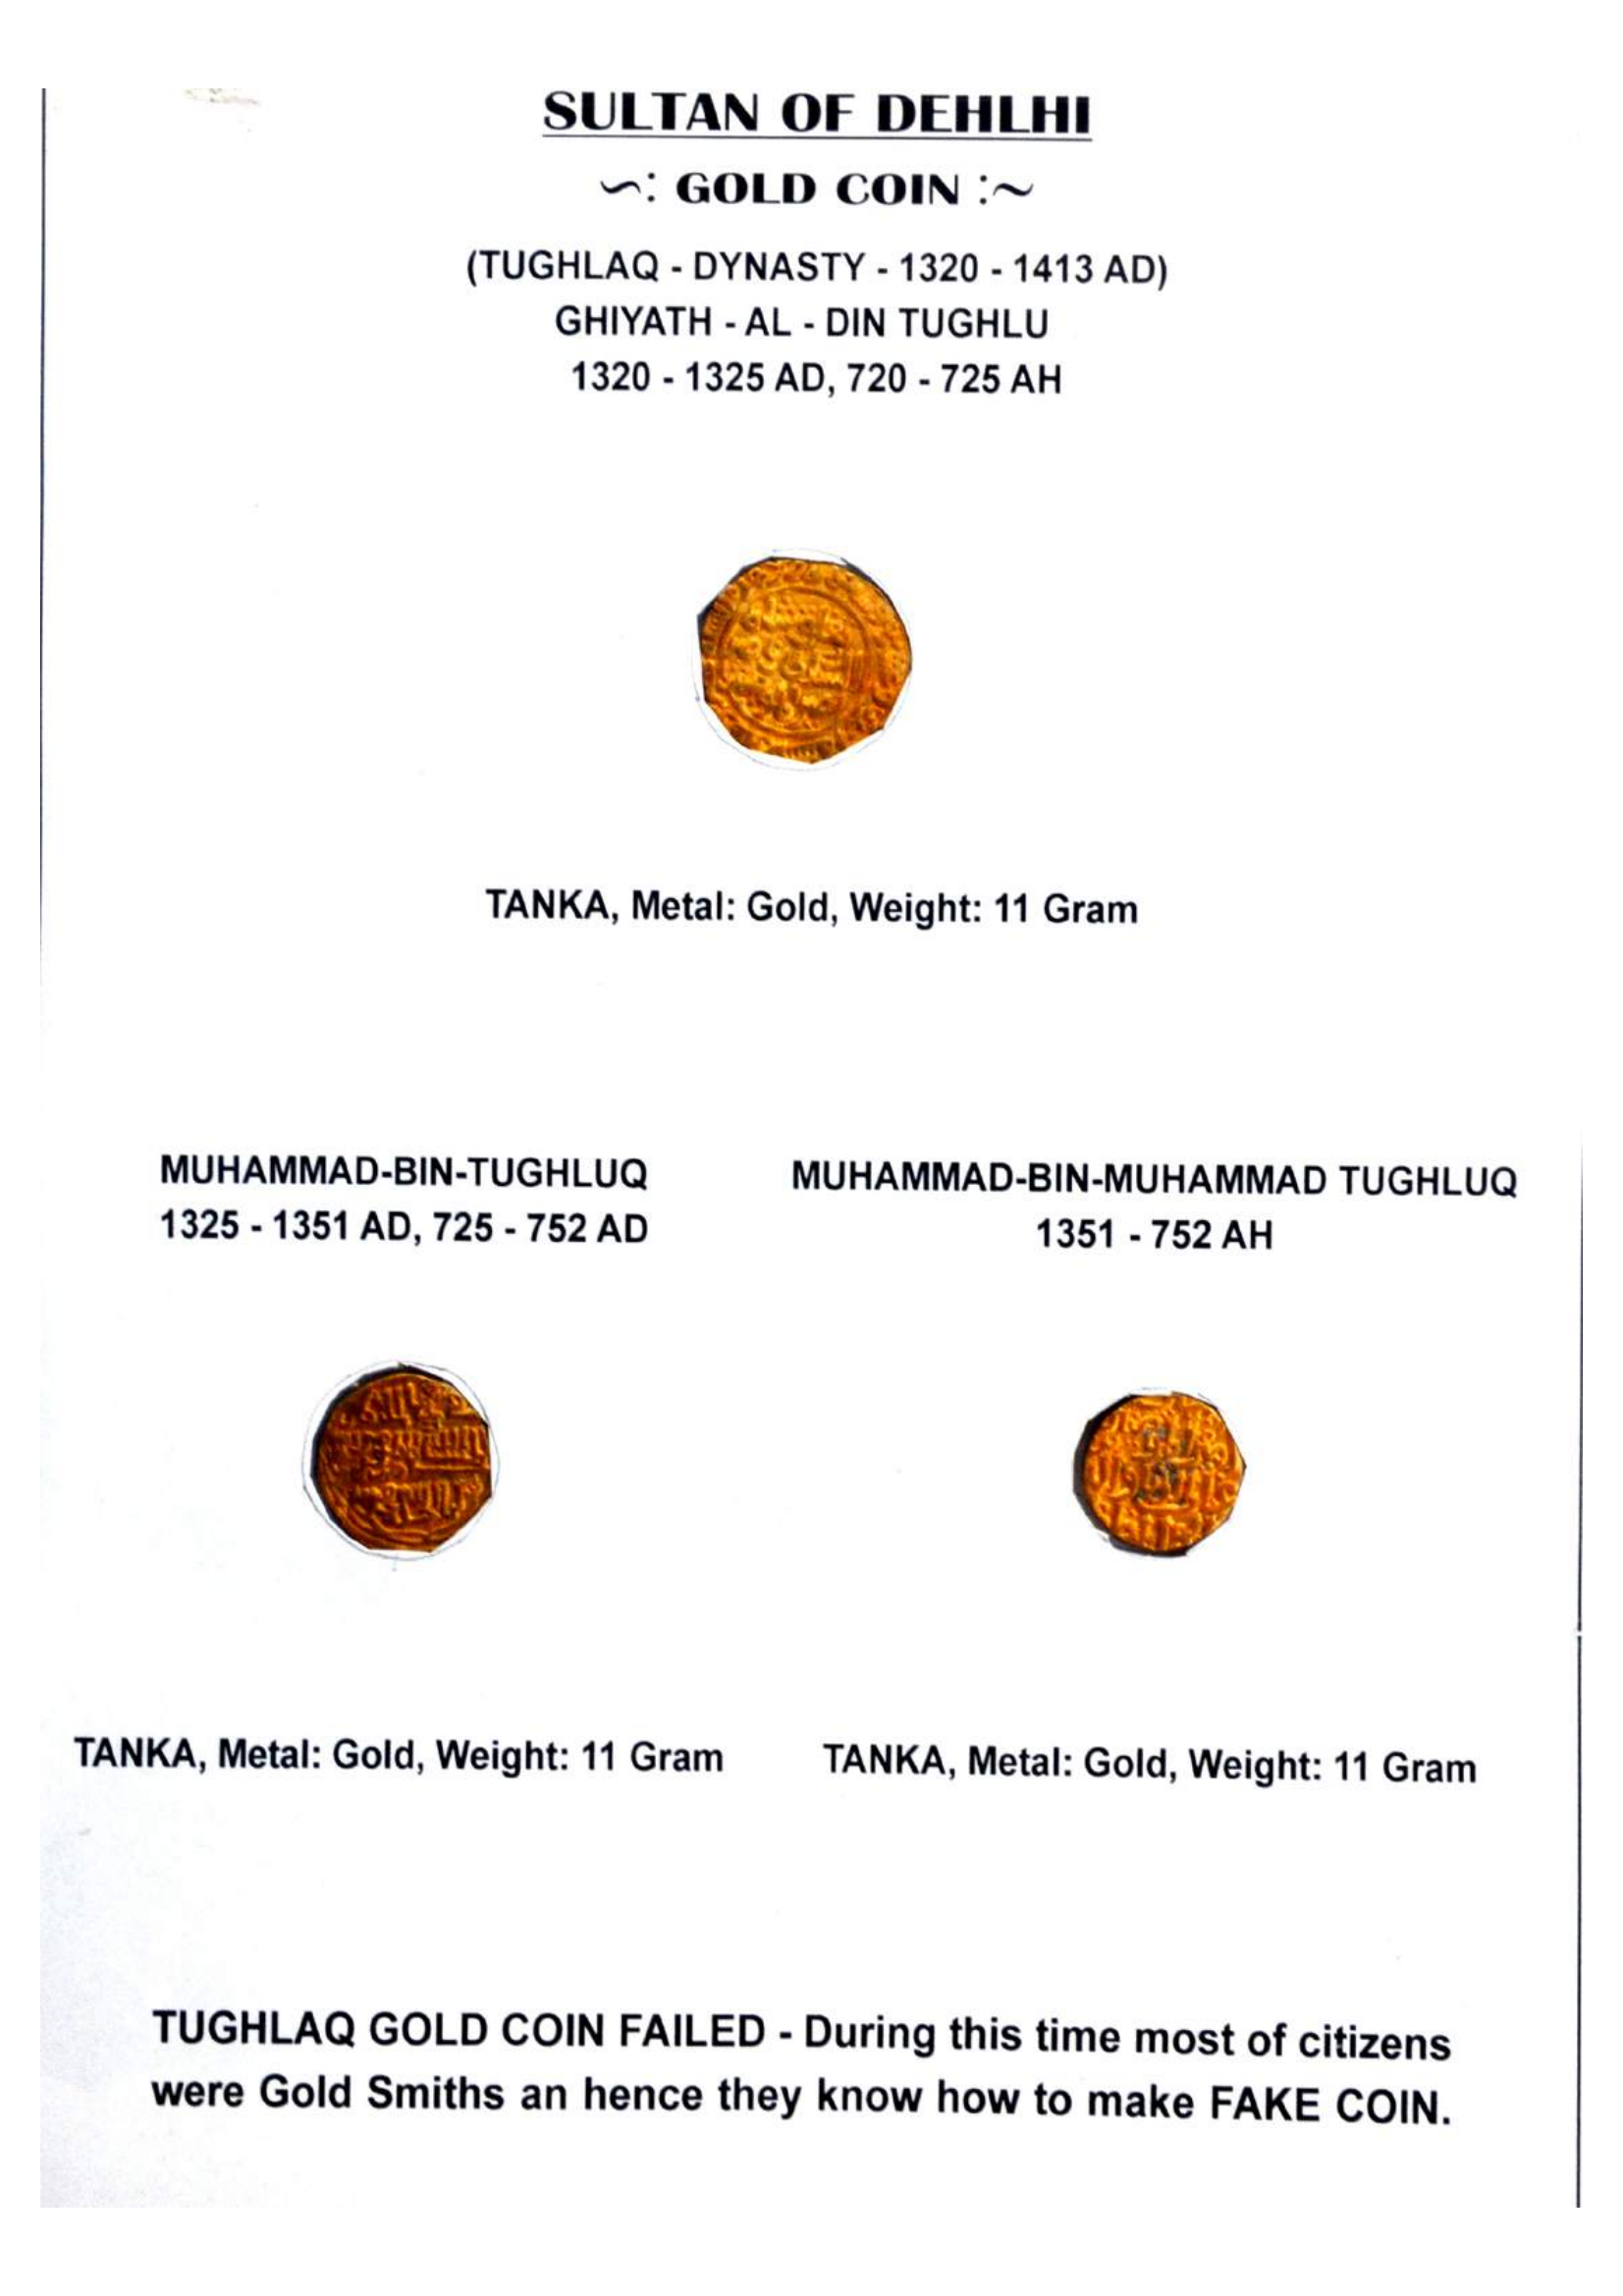 SULTAN OF DEHLHI
~: GOLD COIN :~
(TUGHLAQ - DYNASTY - 1320 - 1413 AD)
GHIYATH - AL - DIN TUGHLU
1320 - 1325 AD, 720 - 725 AH
TANKA, Metal: Gold, Weight: 11 Gram
MUHAMMAD-BIN-TUGHLUQ
1325 - 1351 AD, 725 - 752 AD
MUHAMMAD-BIN-MUHAMMAD TUGHLUQ
1351 - 752 AH
TANKA, Metal: Gold, Weight: 11 Gram
TANKA, Metal: Gold, Weight: 11 Gram
TUGHLAQ GOLD COIN FAILED - During this time most of citizens
were Gold Smiths an hence they know how to make FAKE COIN.